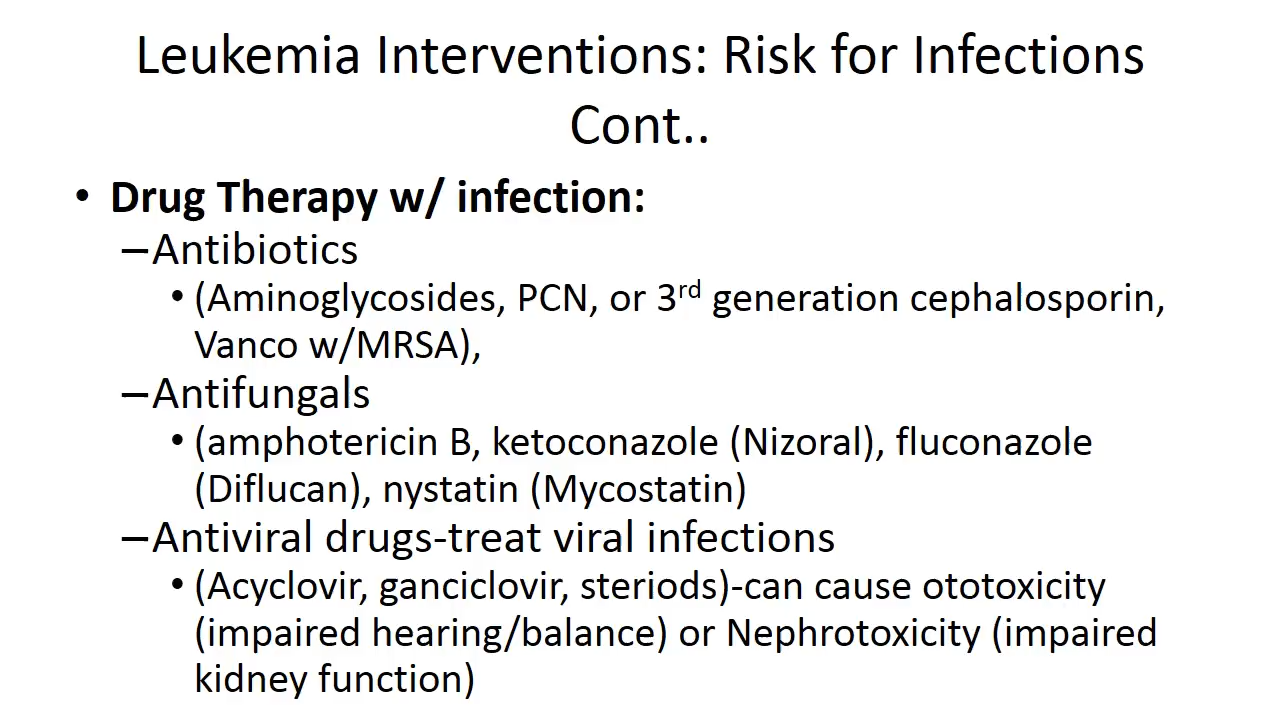 Leukemia Interventions: Risk for Infections
Cont..
• Drug Therapy w/ infection:
–Antibiotics
• (Aminoglycosides, PCN, or 3rd generation cephalosporin,
Vanco w/MRSA),
–Antifungals
• (amphotericin B, ketoconazole (Nizoral), fluconazole
(Diflucan), nystatin (Mycostatin)
–Antiviral drugs-treat viral infections
• (Acyclovir, ganciclovir, steriods)-can cause ototoxicity
(impaired hearing/balance) or Nephrotoxicity (impaired
kidney function)